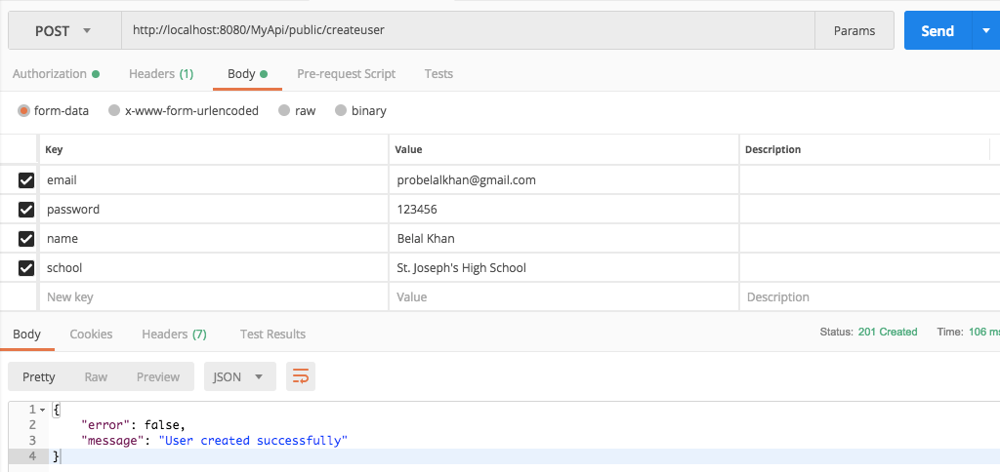 POST http://localhost:8080/MyApi/public/createuser Params Send
Authorization Headers (1) Body Pre-request Script Tests
form-data x-www-form-urlencoded raw binary
Key Value Description
email probelalkhan@gmail.com
password 123456
name Belal Khan
school St. Joseph's High School
New key Value Description
Body Cookies Headers (7) Test Results Status: 201 Created Time: 106 ms
Pretty Raw Preview JSON
1 {
2 "error": false,
3 "message": "User created successfully"
4 }